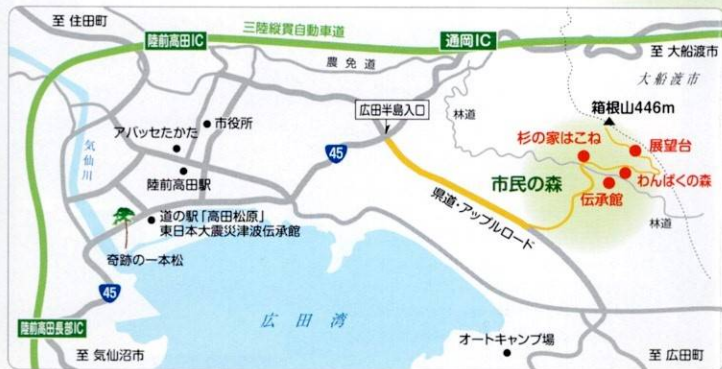 至 住田町
陸前高田IC
三陸縦貫自動車道
通岡IC
至 大船渡市
農免道
大船渡市
広田半島入口
林道
箱根山446m
市役所
アバッセたかた
45
杉の家はこね
展望台
気仙川
陸前高田駅
市民の森
わんぱくの森
伝承館
県道・アップルロード
林道
道の駅「高田松原」
東日本大震災津波伝承館
奇跡の一本松
45
広田湾
陸前高田長部IC
オートキャンプ場
至 気仙沼市
至 広田町